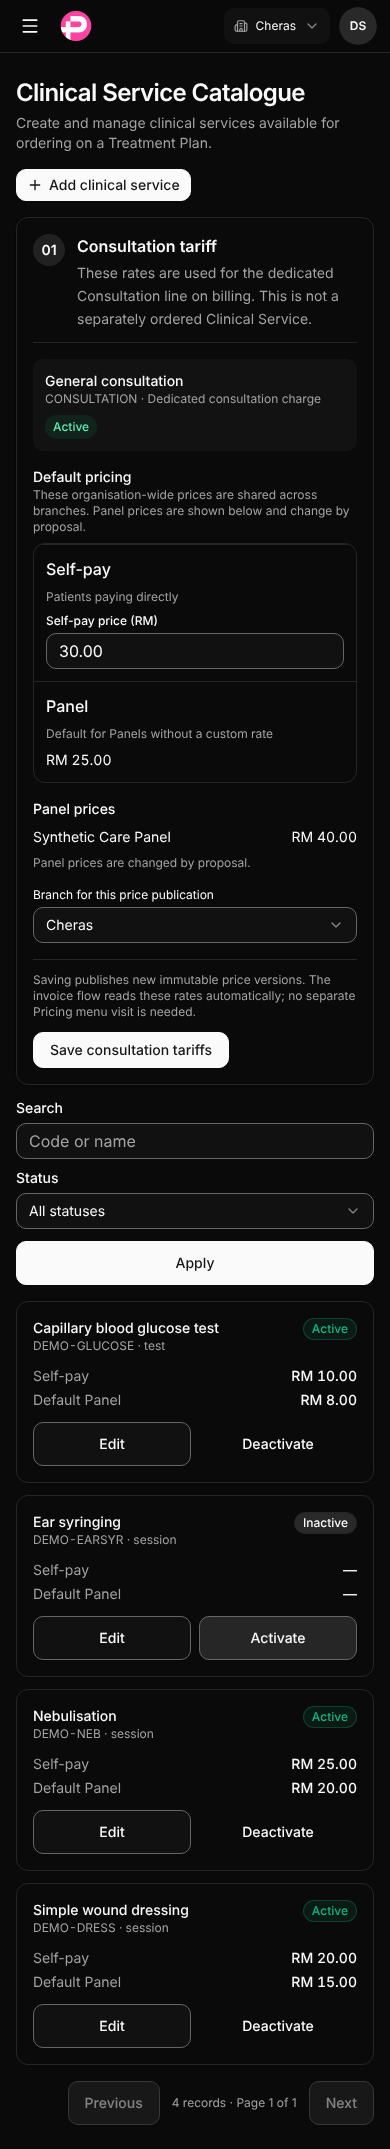 Cheras
DS
Clinical Service Catalogue
Create and manage clinical services available for
ordering on a Treatment Plan.
+ Add clinical service
01
Consultation tariff
These rates are used for the dedicated
Consultation line on billing. This is not a
separately ordered Clinical Service.
General consultation
CONSULTATION · Dedicated consultation charge
Active
Default pricing
These organisation-wide prices are shared across
branches. Panel prices are shown below and change by
proposal.
Self-pay
Patients paying directly
Self-pay price (RM)
30.00
Panel
Default for Panels without a custom rate
RM 25.00
Panel prices
Synthetic Care Panel RM 40.00
Panel prices are changed by proposal.
Branch for this price publication
Cheras
Saving publishes new immutable price versions. The
invoice flow reads these rates automatically; no separate
Pricing menu visit is needed.
Save consultation tariffs
Search
Code or name
Status
All statuses
Apply
Capillary blood glucose test Active
DEMO-GLUCOSE · test
Self-pay RM 10.00
Default Panel RM 8.00
Edit Deactivate
Ear syringing Inactive
DEMO-EARSYR · session
Self-pay —
Default Panel —
Edit Activate
Nebulisation Active
DEMO-NEB · session
Self-pay RM 25.00
Default Panel RM 20.00
Edit Deactivate
Simple wound dressing Active
DEMO-DRESS · session
Self-pay RM 20.00
Default Panel RM 15.00
Edit Deactivate
Previous 4 records · Page 1 of 1 Next